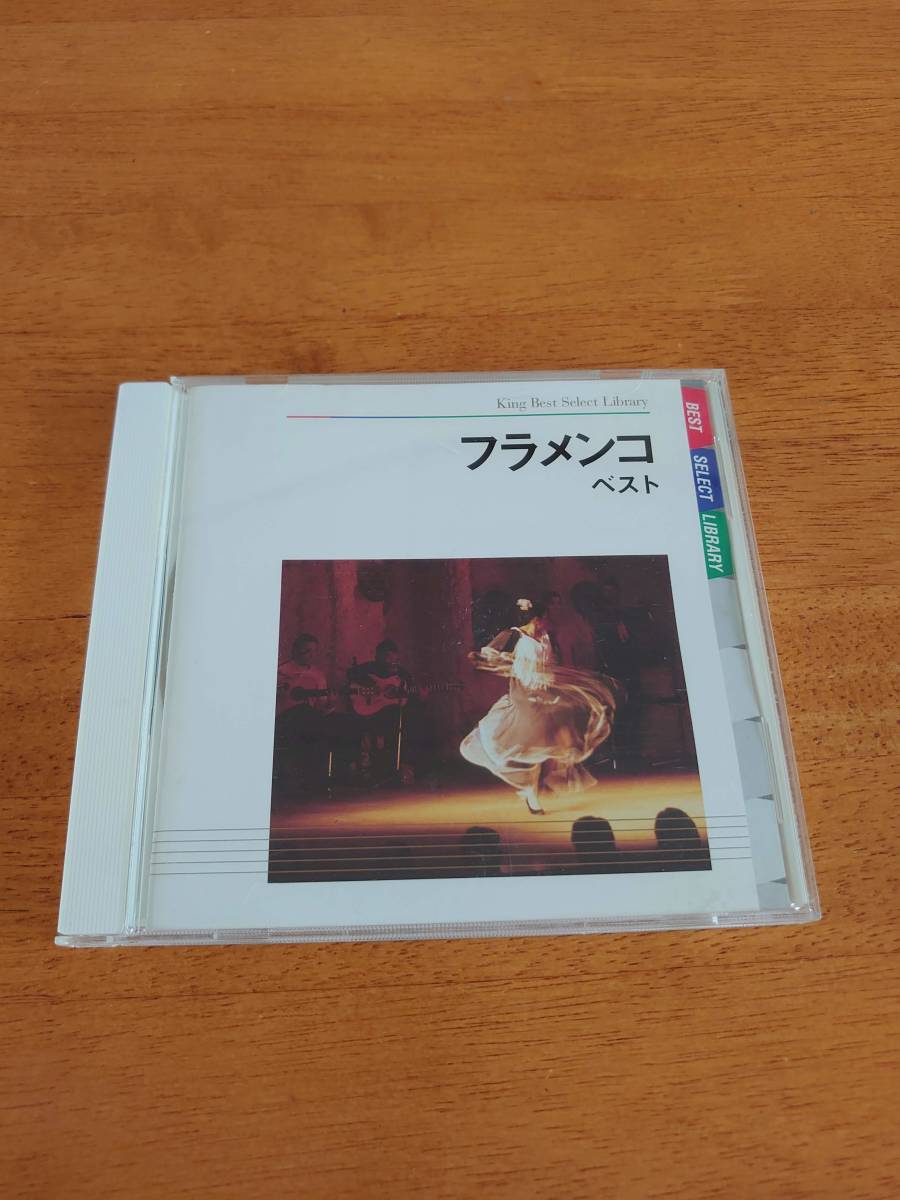 King Best Select Library
フラメンコ
ベスト
BEST
SELECT
LIBRARY